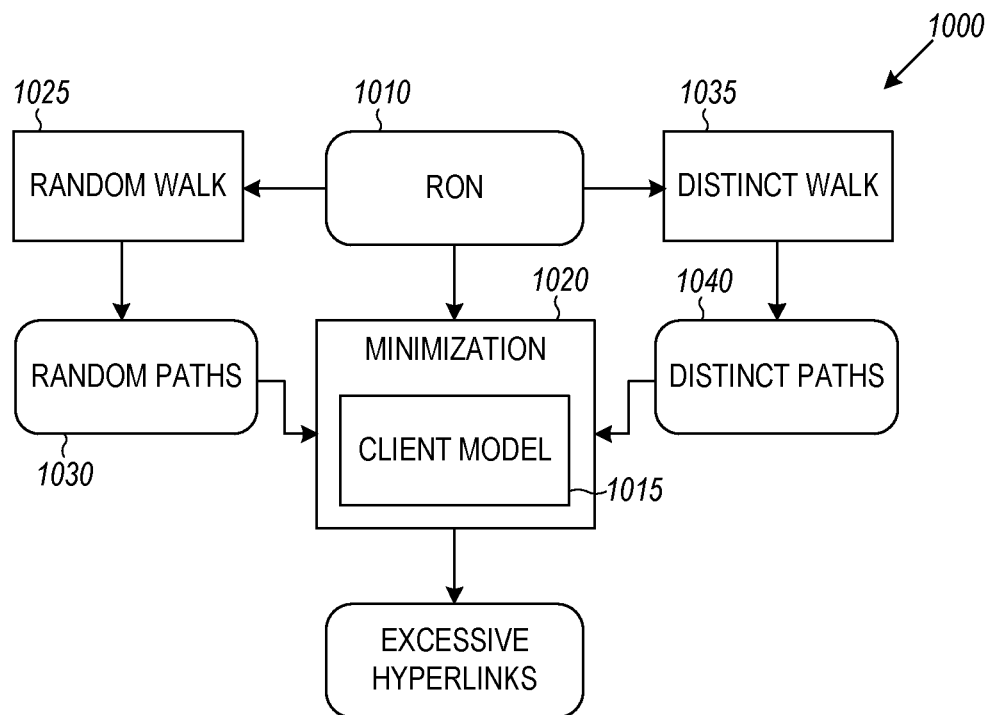 1000
1025
1010
1035
RANDOM WALK
RON
DISTINCT WALK
1020
1040
RANDOM PATHS
MINIMIZATION
DISTINCT PATHS
CLIENT MODEL
1030
1015
EXCESSIVE
HYPERLINKS